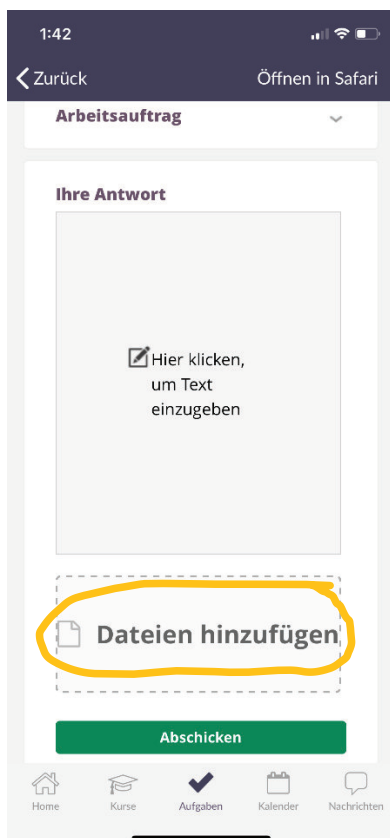 1:42
Zurück Öffnen in Safari
Arbeitsauftrag
Ihre Antwort
Hier klicken,
um Text
einzugeben
Dateien hinzufügen
Abschicken
Home Kurse Aufgaben Kalender Nachrichten